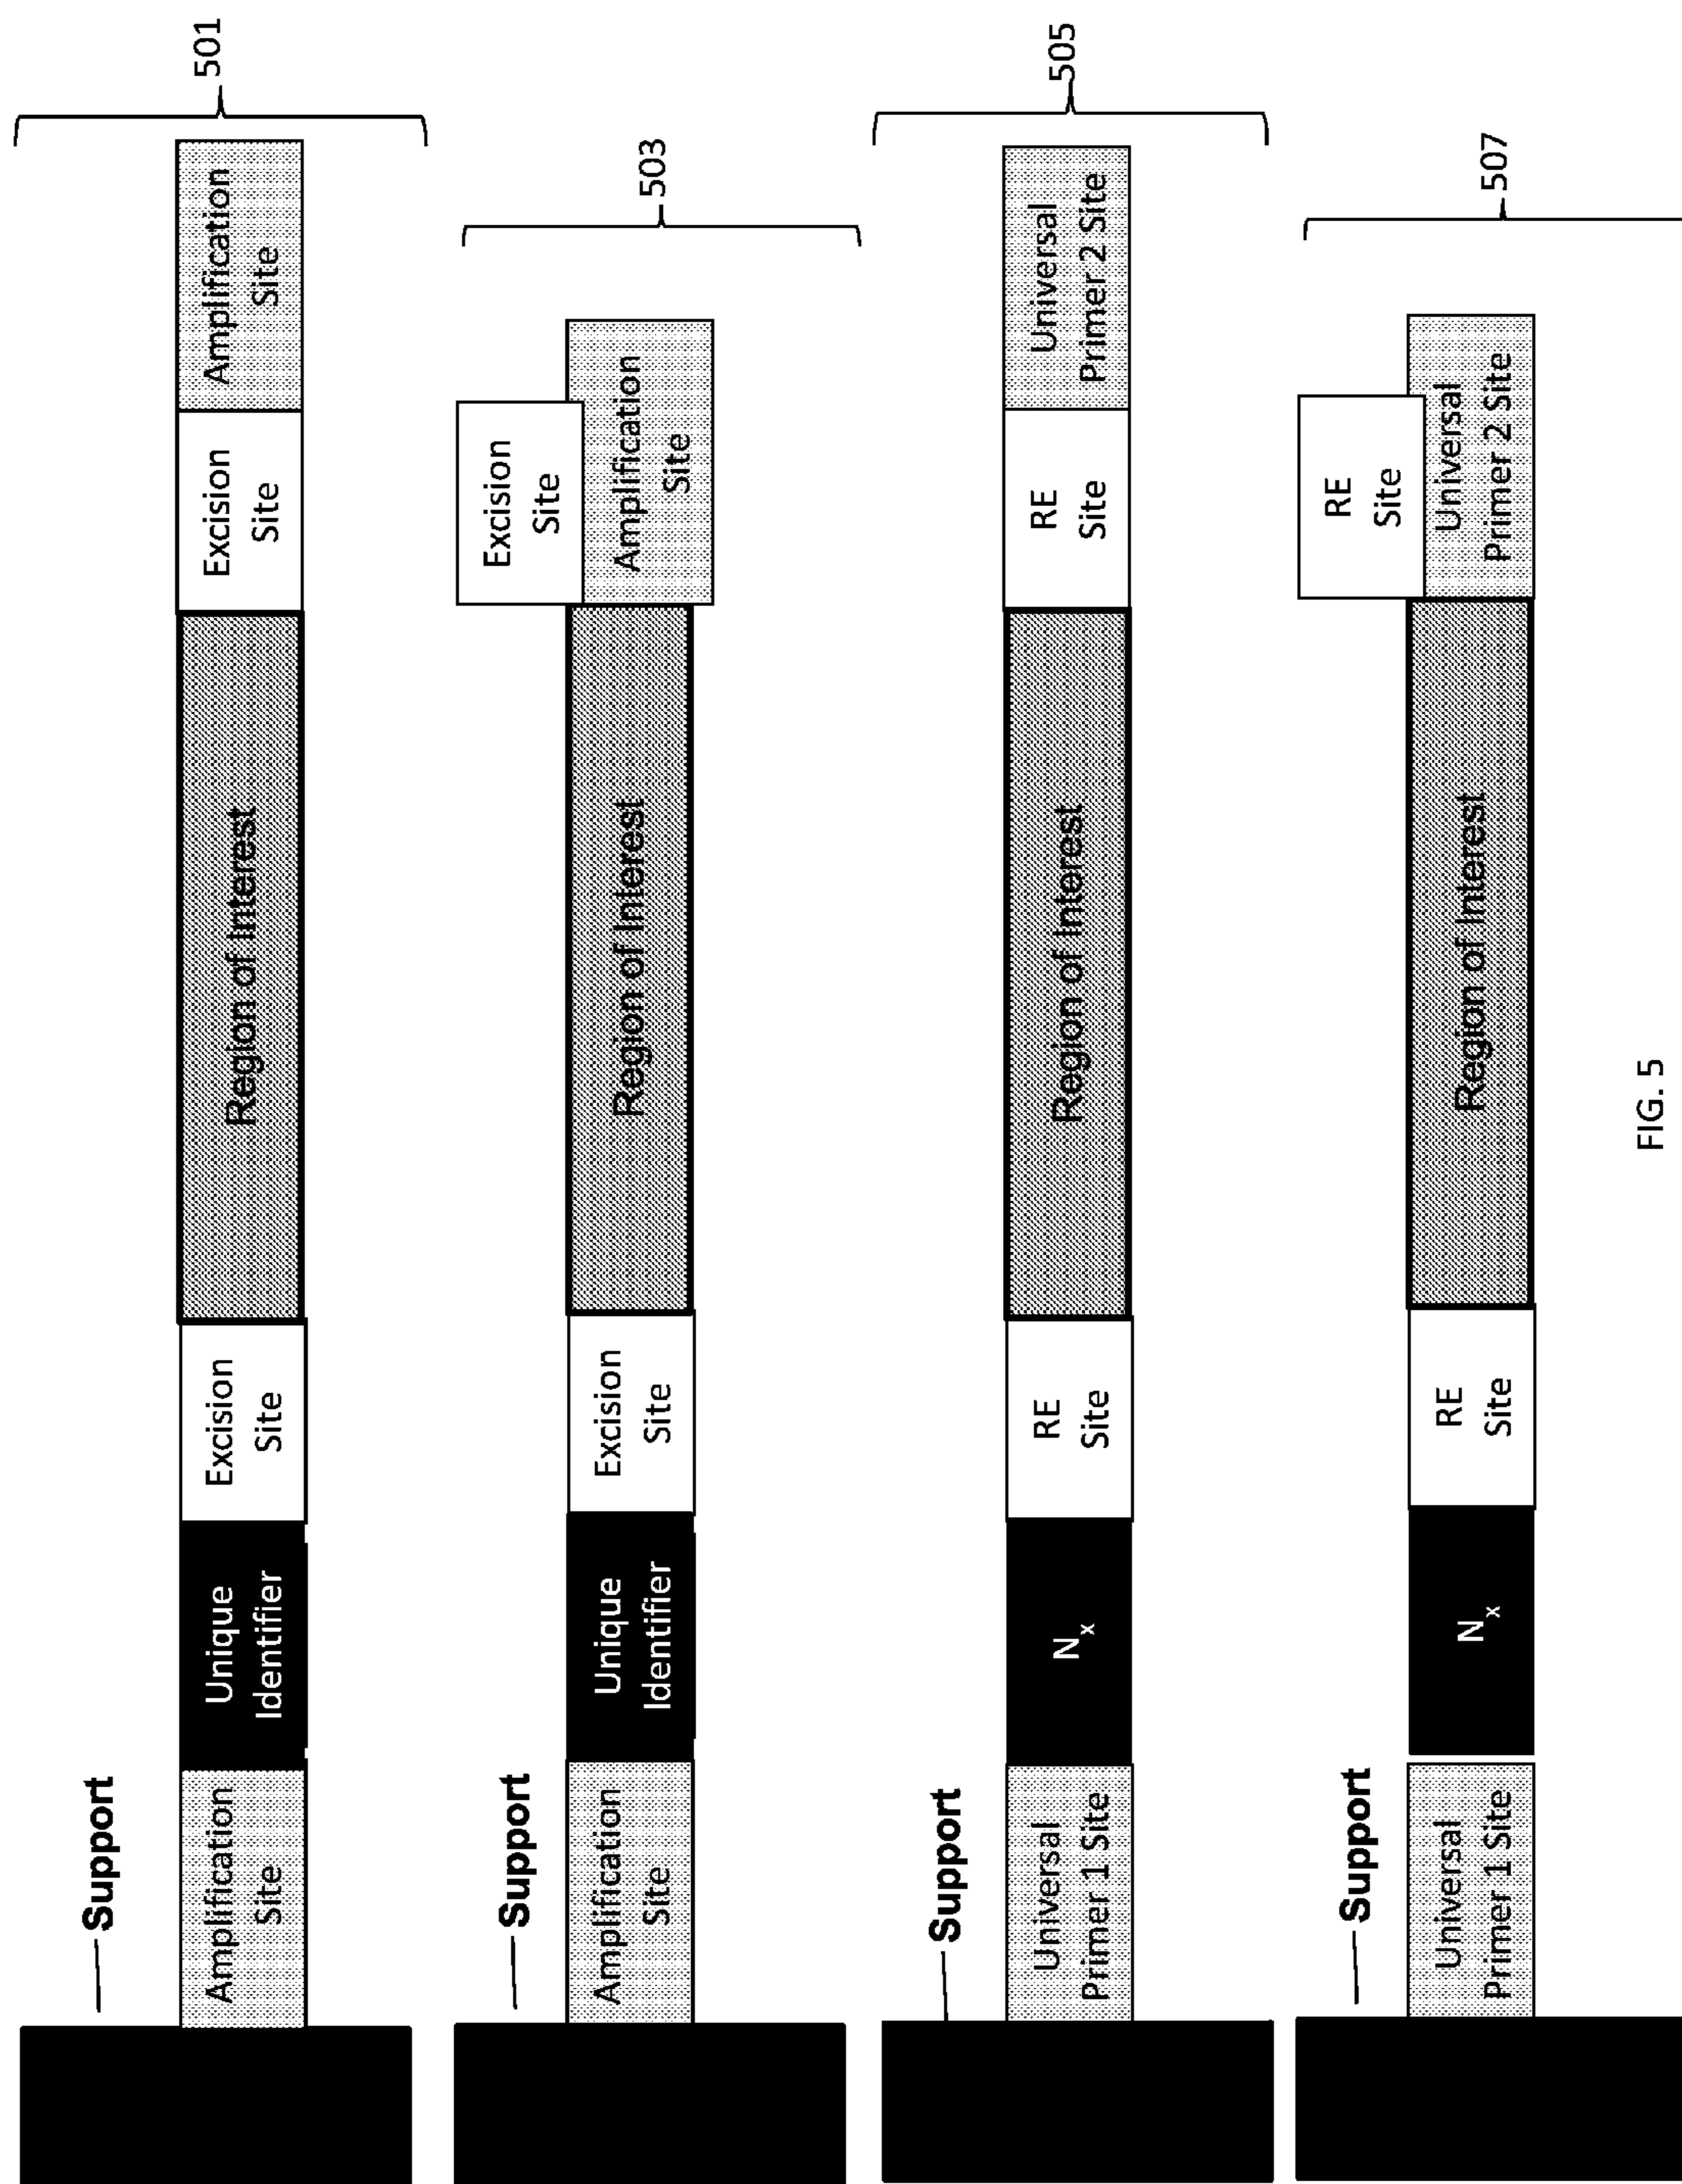 Support
Amplification
Site
Unique
Identifier
Excision
Site
Region of Interest
Excision
Site
Amplification
Site
501
Support
Amplification
Site
Unique
Identifier
Excision
Site
Region of Interest
Excision
Site
Amplification
Site
503
Support
Universal
Primer 1 Site
Nx
RE
Site
Region of Interest
RE
Site
Universal
Primer 2 Site
505
Support
Universal
Primer 1 Site
Nx
RE
Site
Region of Interest
RE
Site
Universal
Primer 2 Site
507
FIG. 5